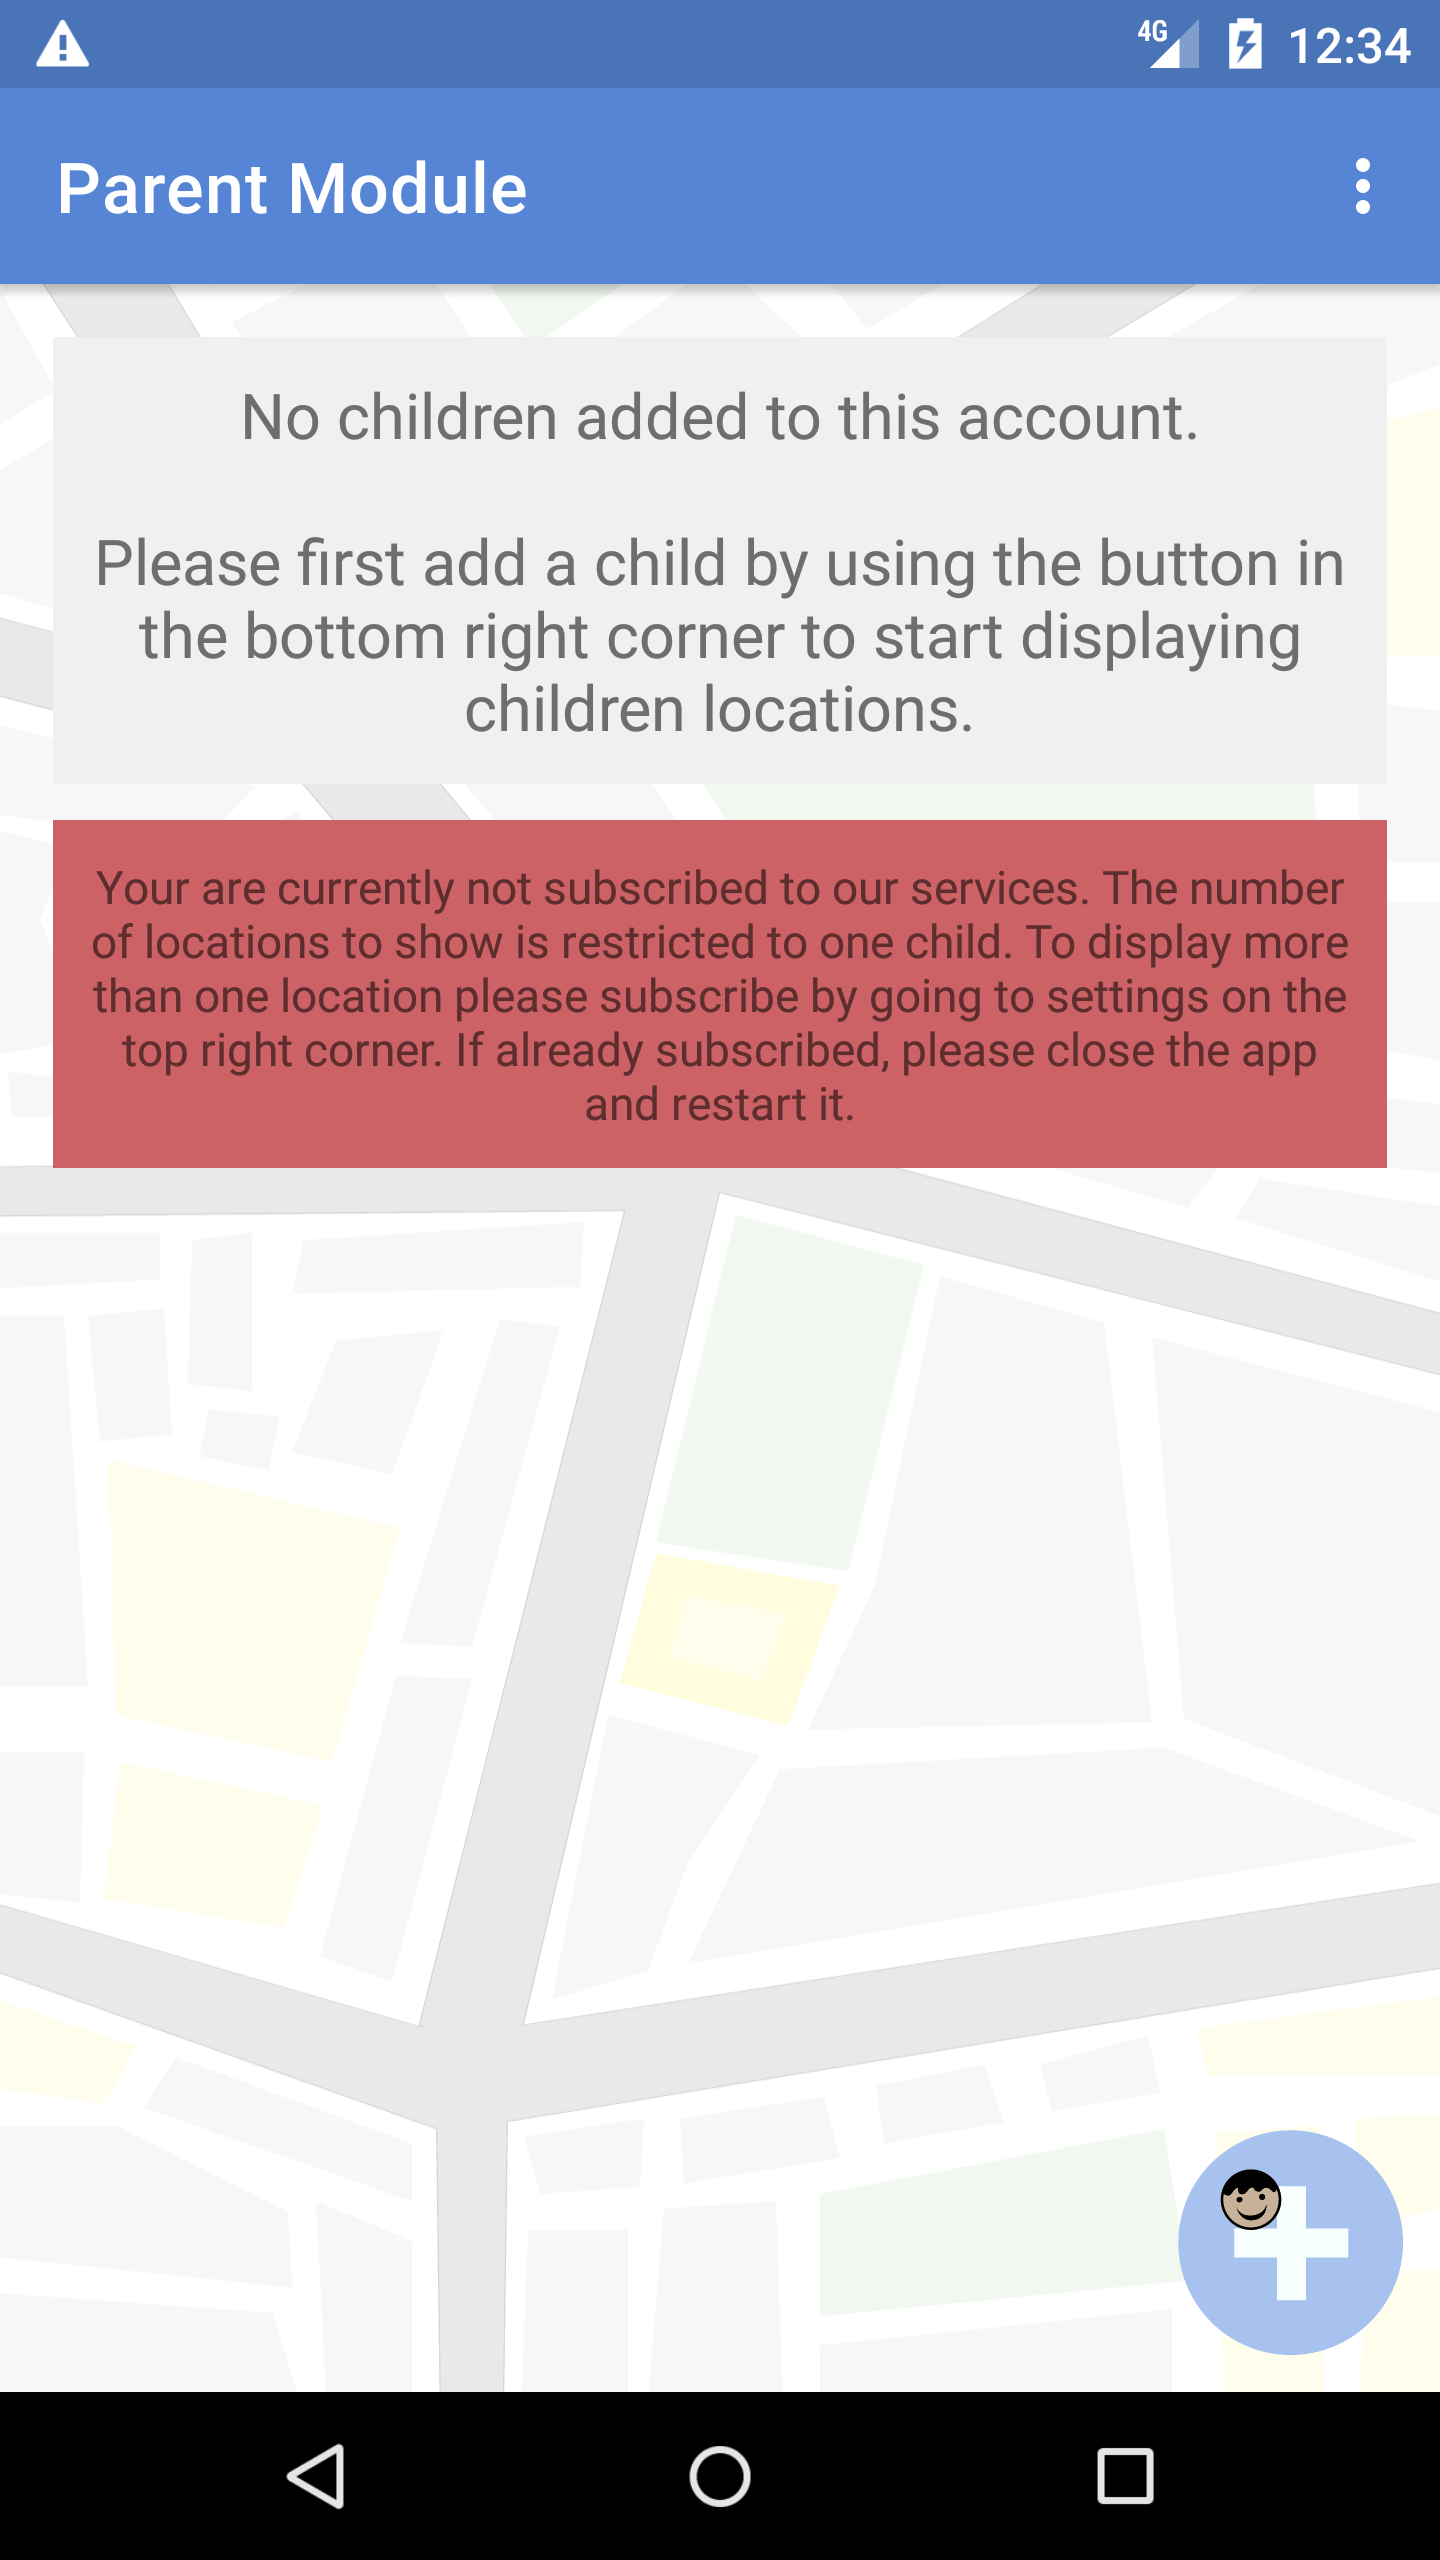 4G 12:34
Parent Module
No children added to this account.
Please first add a child by using the button in
the bottom right corner to start displaying
children locations.
Your are currently not subscribed to our services. The number
of locations to show is restricted to one child. To display more
than one location please subscribe by going to settings on the
top right corner. If already subscribed, please close the app
and restart it.